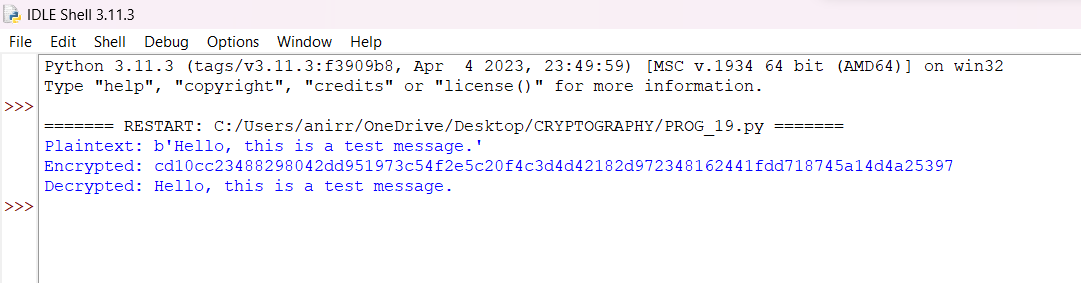 IDLE Shell 3.11.3
File Edit Shell Debug Options Window Help
Python 3.11.3 (tags/v3.11.3:f3909b8, Apr  4 2023, 23:49:59) [MSC v.1934 64 bit (AMD64)] on win32
Type "help", "copyright", "credits" or "license()" for more information.
>>>
======= RESTART: C:/Users/anirr/OneDrive/Desktop/CRYPTOGRAPHY/PROG_19.py =======
Plaintext: b'Hello, this is a test message.'
Encrypted: cd10cc23488298042dd951973c54f2e5c20f4c3d4d42182d972348162441fdd718745a14d4a25397
Decrypted: Hello, this is a test message.
>>>